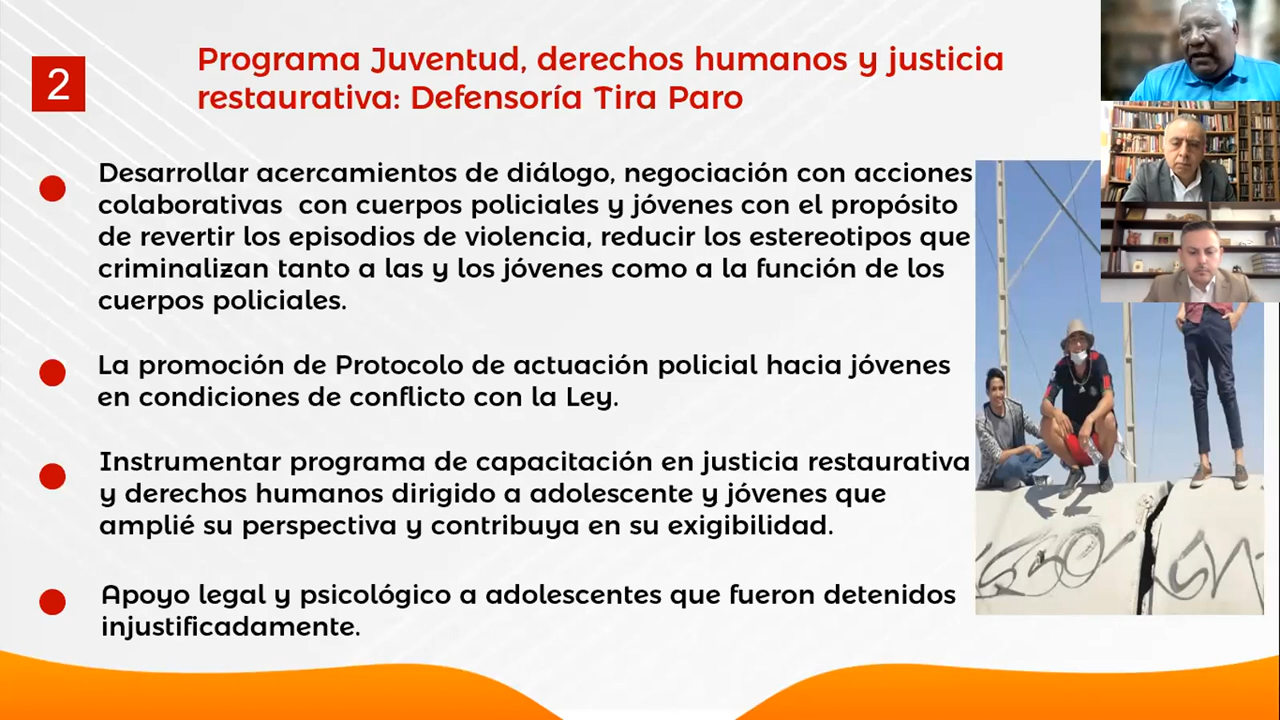 2
Programa Juventud, derechos humanos y justicia
restaurativa: Defensoría Tira Paro
Desarrollar acercamientos de diálogo, negociación con acciones
colaborativas con cuerpos policiales y jóvenes con el propósito
de revertir los episodios de violencia, reducir los estereotipos que
criminalizan tanto a las y los jóvenes como a la función de los
cuerpos policiales.
La promoción de Protocolo de actuación policial hacia jóvenes
en condiciones de conflicto con la Ley.
Instrumentar programa de capacitación en justicia restaurativa
y derechos humanos dirigido a adolescente y jóvenes que
amplié su perspectiva y contribuya en su exigibilidad.
Apoyo legal y psicológico a adolescentes que fueron detenidos
injustificadamente.